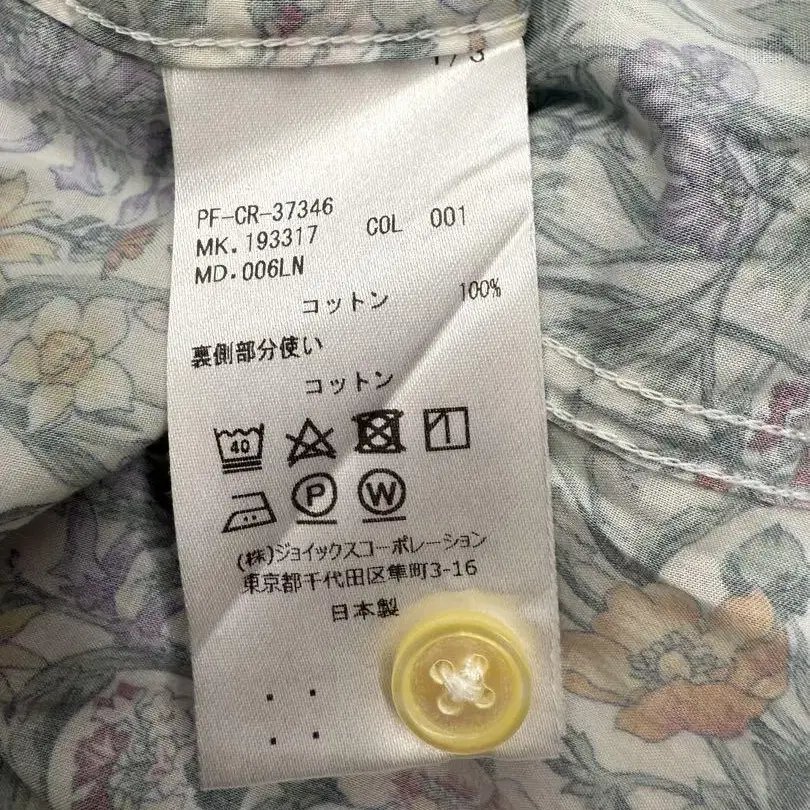 PF-CR-37346
MK.193317 COL 001
MD.006LN
コットン 100%
裏側部分使い
コットン
40
P W
(株)ジョイックスコーポレーション
東京都千代田区隼町3-16
日本製